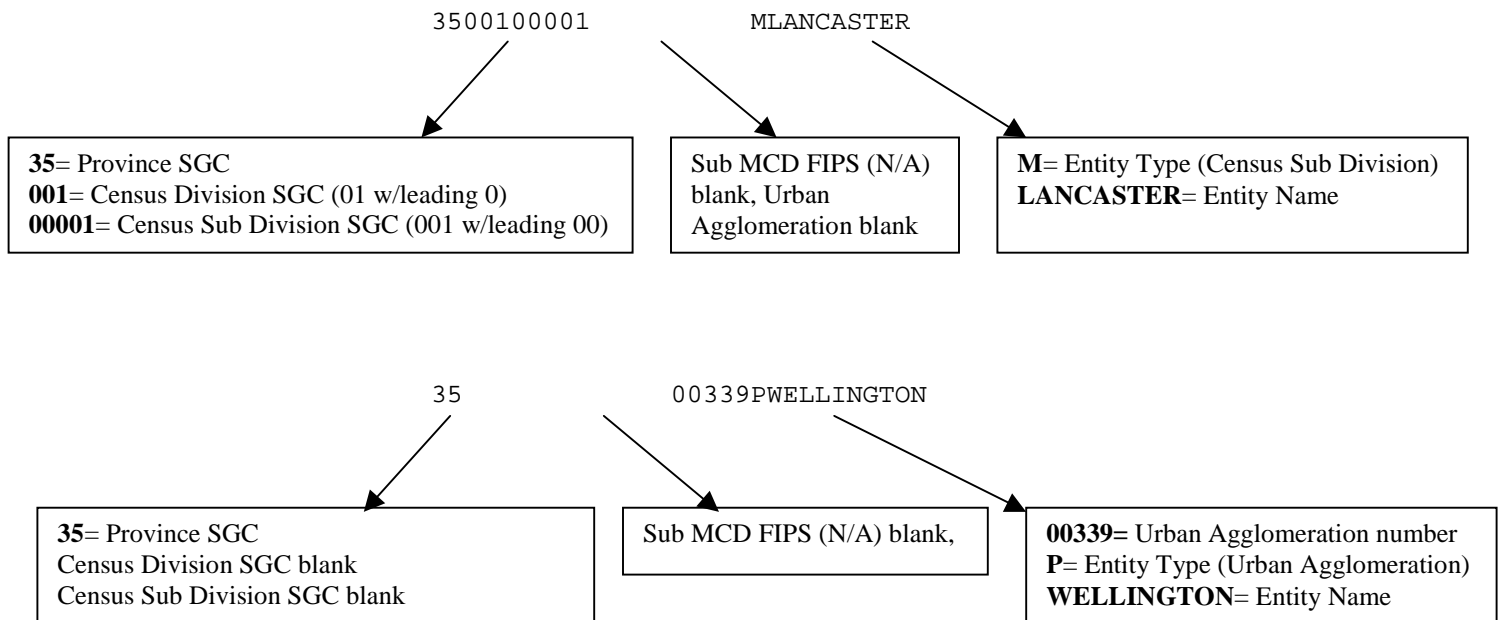 3500100001 MLANCASTER
35= Province SGC
001= Census Division SGC (01 w/leading 0)
00001= Census Sub Division SGC (001 w/leading 00)
Sub MCD FIPS (N/A)
blank, Urban
Agglomeration blank
M= Entity Type (Census Sub Division)
LANCASTER= Entity Name
35 00339PWELLINGTON
35= Province SGC
Census Division SGC blank
Census Sub Division SGC blank
Sub MCD FIPS (N/A) blank,
00339= Urban Agglomeration number
P= Entity Type (Urban Agglomeration)
WELLINGTON= Entity Name